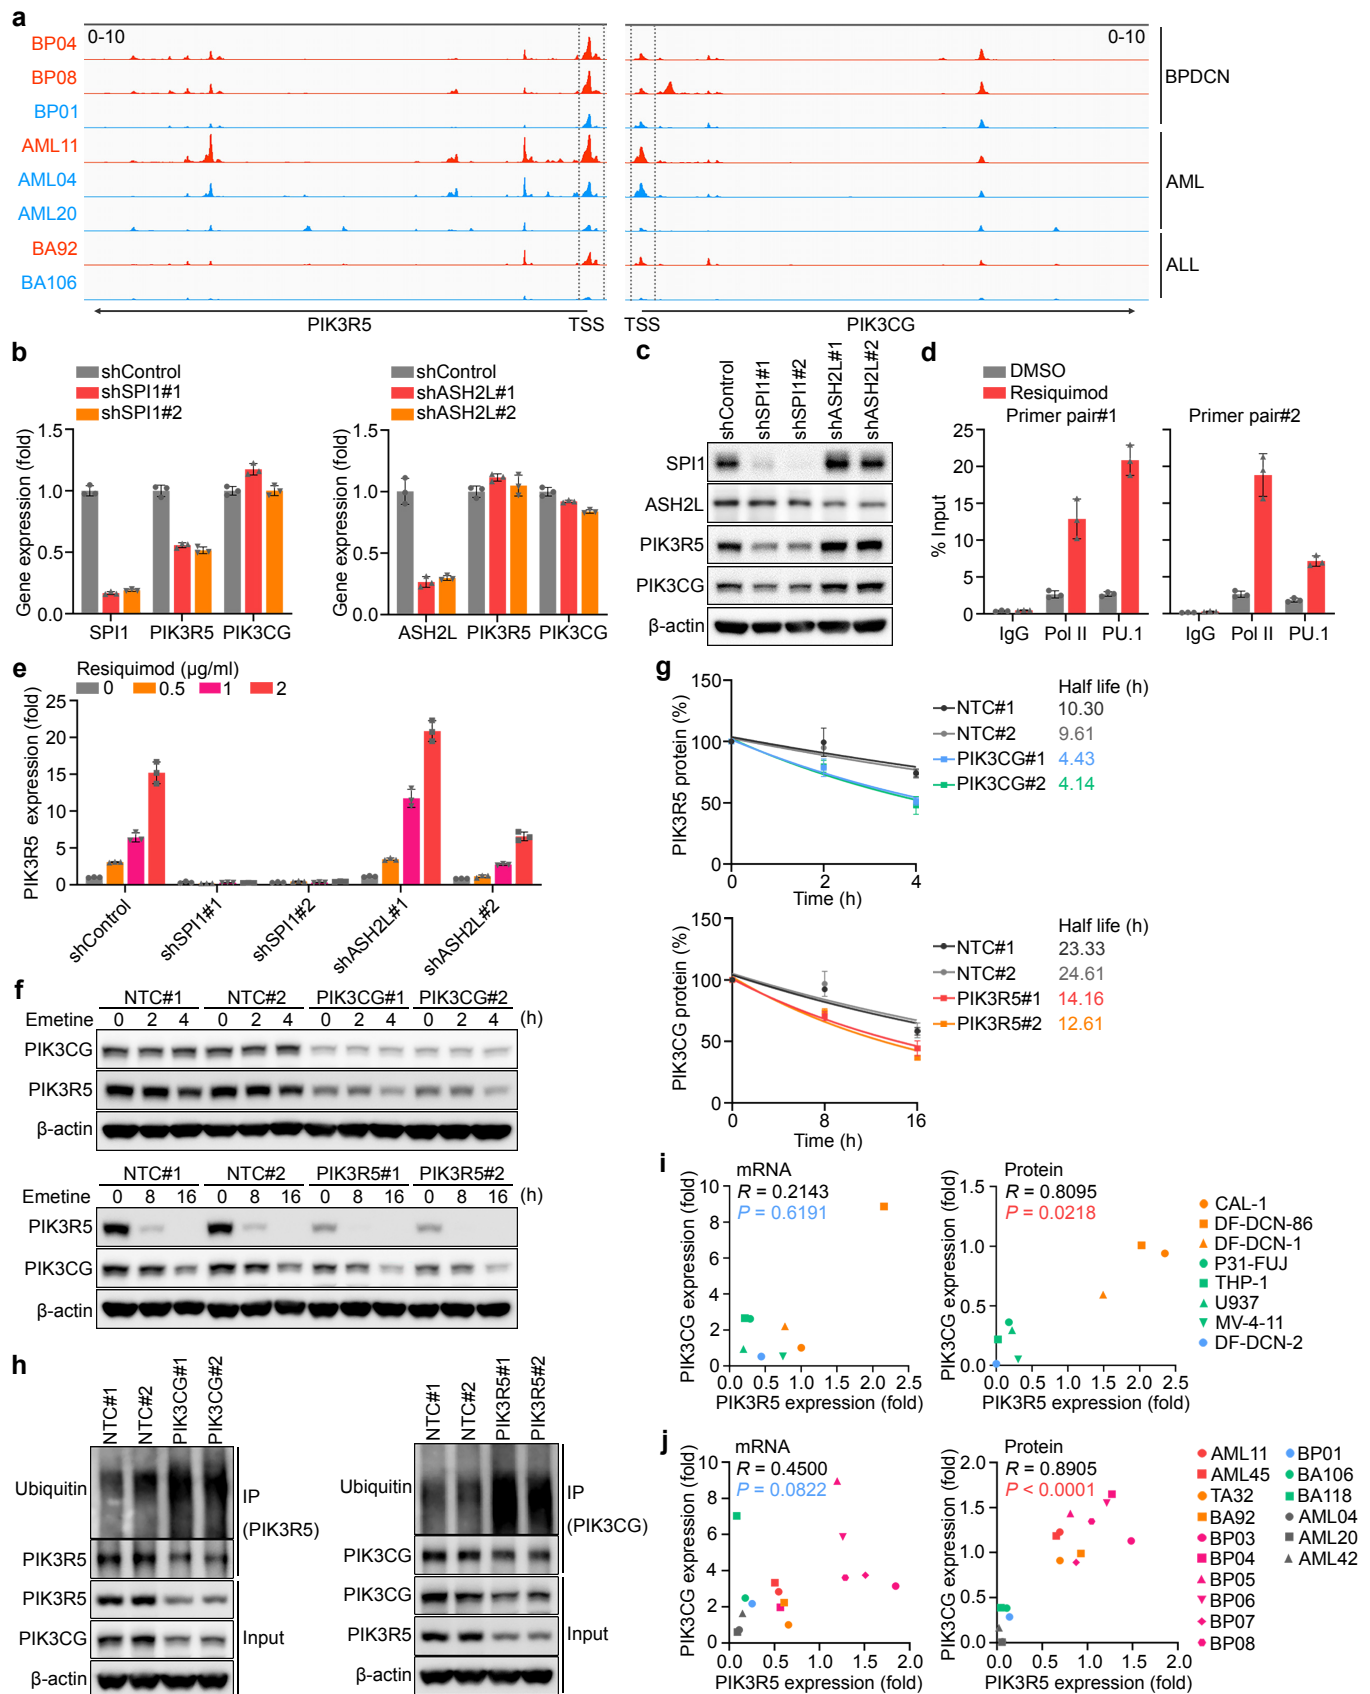 a
0-10
0-10
BP04
BP08
BP01
AML11
AML04
AML20
BA92
BA106
BPDCN
AML
ALL
PIK3R5
TSS
TSS
PIK3CG
b
shControl
shSPI1#1
shSPI1#2
Gene expression (fold)
1.5
1.0
0.5
0.0
SPI1
PIK3R5
PIK3CG
shControl
shASH2L#1
shASH2L#2
Gene expression (fold)
1.5
1.0
0.5
0.0
ASH2L
PIK3R5
PIK3CG
c
shControl
shSPI1#1
shSPI1#2
shASH2L#1
shASH2L#2
SPI1
ASH2L
PIK3R5
PIK3CG
β-actin
d
DMSO
Resiquimod
Primer pair#1
Primer pair#2
% Input
25
20
15
10
5
0
IgG
Pol II
PU.1
IgG
Pol II
PU.1
e
Resiquimod (μg/ml)
0
0.5
1
2
PIK3R5 expression (fold)
25
20
15
10
5
0
shControl
shSPI1#1
shSPI1#2
shASH2L#1
shASH2L#2
f
NTC#1 NTC#2 PIK3CG#1 PIK3CG#2
Emetine 0 2 4 0 2 4 0 2 4 0 2 4 (h)
PIK3CG
PIK3R5
β-actin
NTC#1 NTC#2 PIK3R5#1 PIK3R5#2
Emetine 0 8 16 0 8 16 0 8 16 0 8 16 (h)
PIK3R5
PIK3CG
β-actin
g
PIK3R5 protein (%)
150
100
50
0
0 2 4
Time (h)
Half life (h)
NTC#1 10.30
NTC#2 9.61
PIK3CG#1 4.43
PIK3CG#2 4.14
PIK3CG protein (%)
150
100
50
0
0 8 16
Time (h)
Half life (h)
NTC#1 23.33
NTC#2 24.61
PIK3R5#1 14.16
PIK3R5#2 12.61
h
NTC#1
NTC#2
PIK3CG#1
PIK3CG#2
Ubiquitin
PIK3R5
PIK3R5
PIK3CG
β-actin
IP
(PIK3R5)
Input
NTC#1
NTC#2
PIK3R5#1
PIK3R5#2
Ubiquitin
PIK3CG
PIK3CG
PIK3R5
β-actin
IP
(PIK3CG)
Input
i
mRNA
R = 0.2143
P = 0.6191
PIK3CG expression (fold)
10
8
6
4
2
0
0.0 0.5 1.0 1.5 2.0 2.5
PIK3R5 expression (fold)
Protein
R = 0.8095
P = 0.0218
PIK3CG expression (fold)
1.5
1.0
0.5
0.0
0.0 0.5 1.0 1.5 2.0 2.5
PIK3R5 expression (fold)
CAL-1
DF-DCN-86
DF-DCN-1
P31-FUJ
THP-1
U937
MV-4-11
DF-DCN-2
j
mRNA
R = 0.4500
P = 0.0822
PIK3CG expression (fold)
10
8
6
4
2
0
0.0 0.5 1.0 1.5 2.0
PIK3R5 expression (fold)
Protein
R = 0.8905
P < 0.0001
PIK3CG expression (fold)
2.0
1.5
1.0
0.5
0.0
0.0 0.5 1.0 1.5 2.0
PIK3R5 expression (fold)
AML11 BP01
AML45 BA106
TA32 BA118
BA92 AML04
BP03 AML20
BP04 AML42
BP05
BP06
BP07
BP08